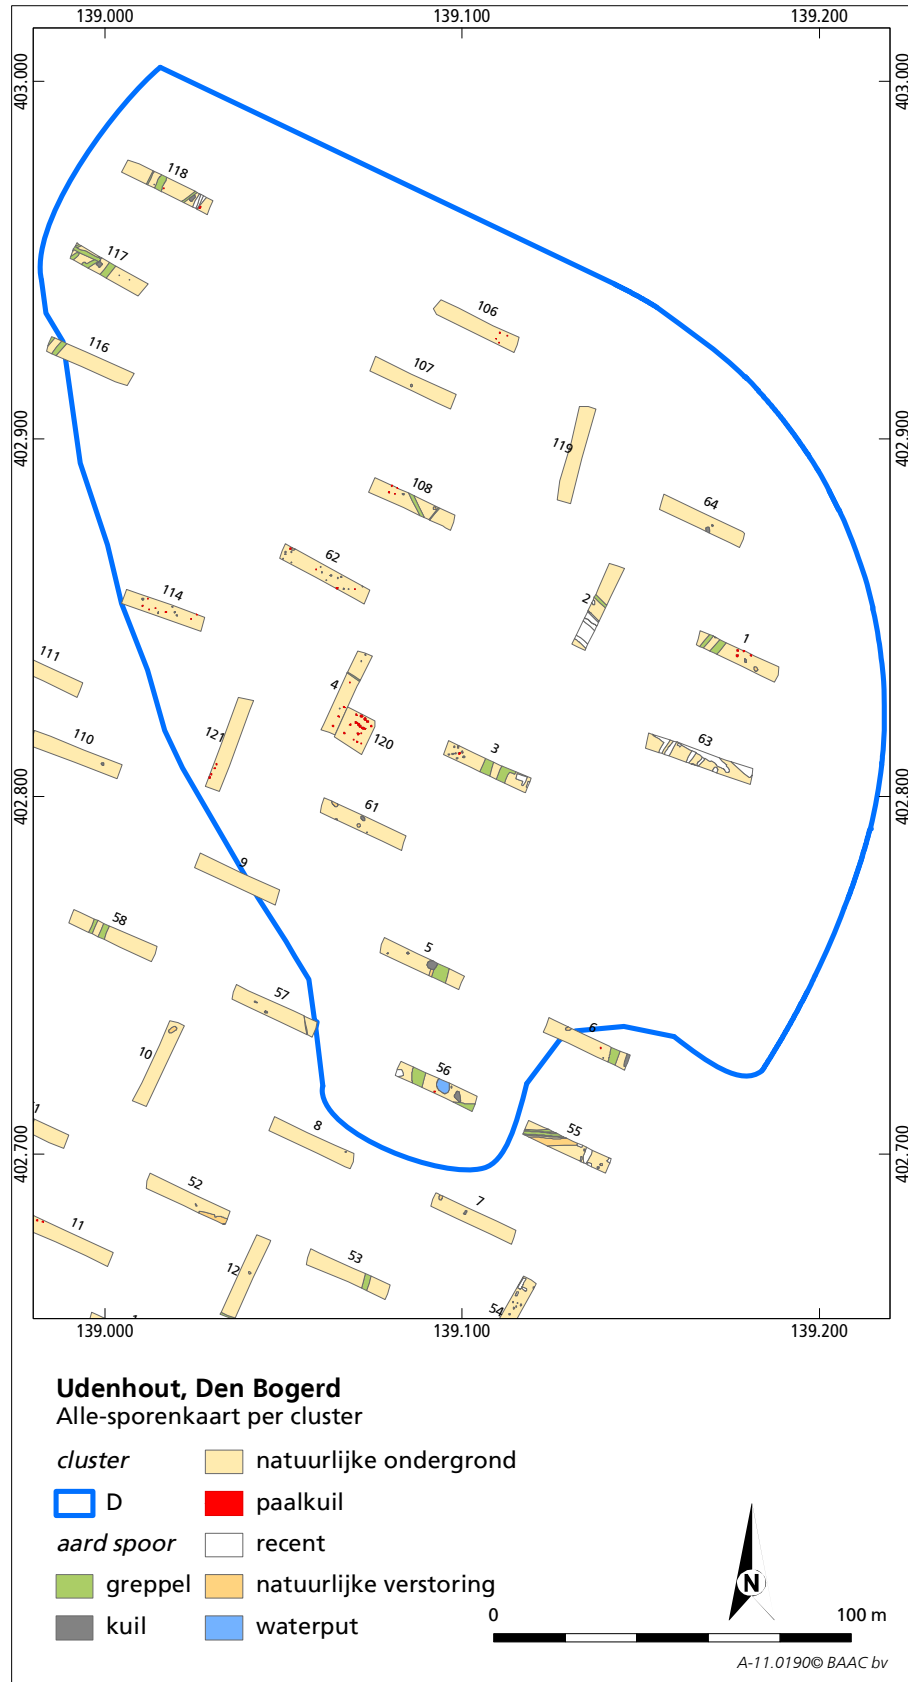 139.000 139.100 139.200
403.000 403.000
118
117
106
116
107
402.900 402.900
119
108
64
62
114
2
1
111
4
121
110
120
3
63
402.800 402.800
61
9
58
5
57
6
10
56
1
8
55
402.700 402.700
52
7
11
12
53
54
139.000 139.100 139.200
Udenhout, Den Bogerd
Alle-sporenkaart per cluster
cluster
D
aard spoor
greppel
kuil
natuurlijke ondergrond
paalkuil
recent
natuurlijke verstoring
waterput
N
0 100 m
A-11.0190© BAAC bv